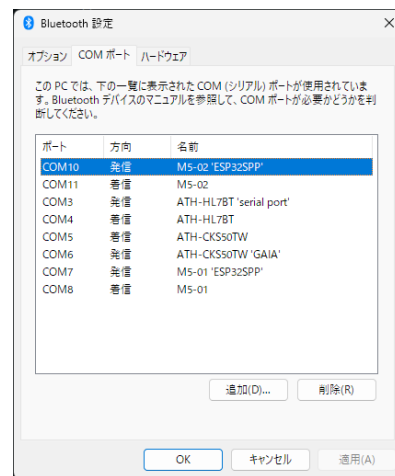 Bluetooth 設定
オプション COM ポート ハードウェア
この PC では、下の一覧に表示された COM (シリアル) ポートが使用されていま
す。Bluetooth デバイスのマニュアルを参照して、COM ポートが必要かどうかを判
断してください。
ポート 方向 名前
COM10 発信 M5-02 'ESP32SPP'
COM11 着信 M5-02
COM3 発信 ATH-HL7BT 'serial port'
COM4 着信 ATH-HL7BT
COM5 着信 ATH-CKS50TW
COM6 発信 ATH-CKS50TW 'GAIA'
COM7 発信 M5-01 'ESP32SPP'
COM8 着信 M5-01
追加(D)... 削除(R)
OK キャンセル 適用(A)